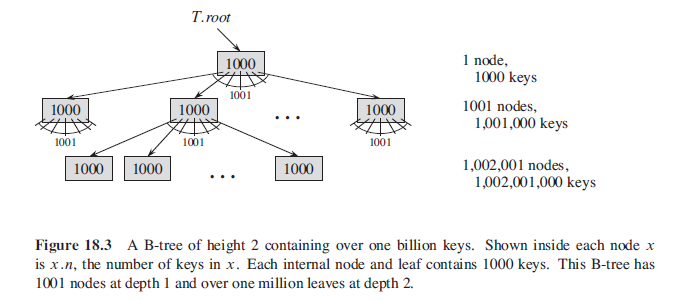 T.root
1000
1 node,
1000 keys
1001
1000
1000
• • •
1000
1001 nodes,
1,001,000 keys
1001
1001
1001
1000
1000
• • •
1000
1,002,001 nodes,
1,002,001,000 keys
Figure 18.3 A B-tree of height 2 containing over one billion keys. Shown inside each node x
is x.n, the number of keys in x. Each internal node and leaf contains 1000 keys. This B-tree has
1001 nodes at depth 1 and over one million leaves at depth 2.